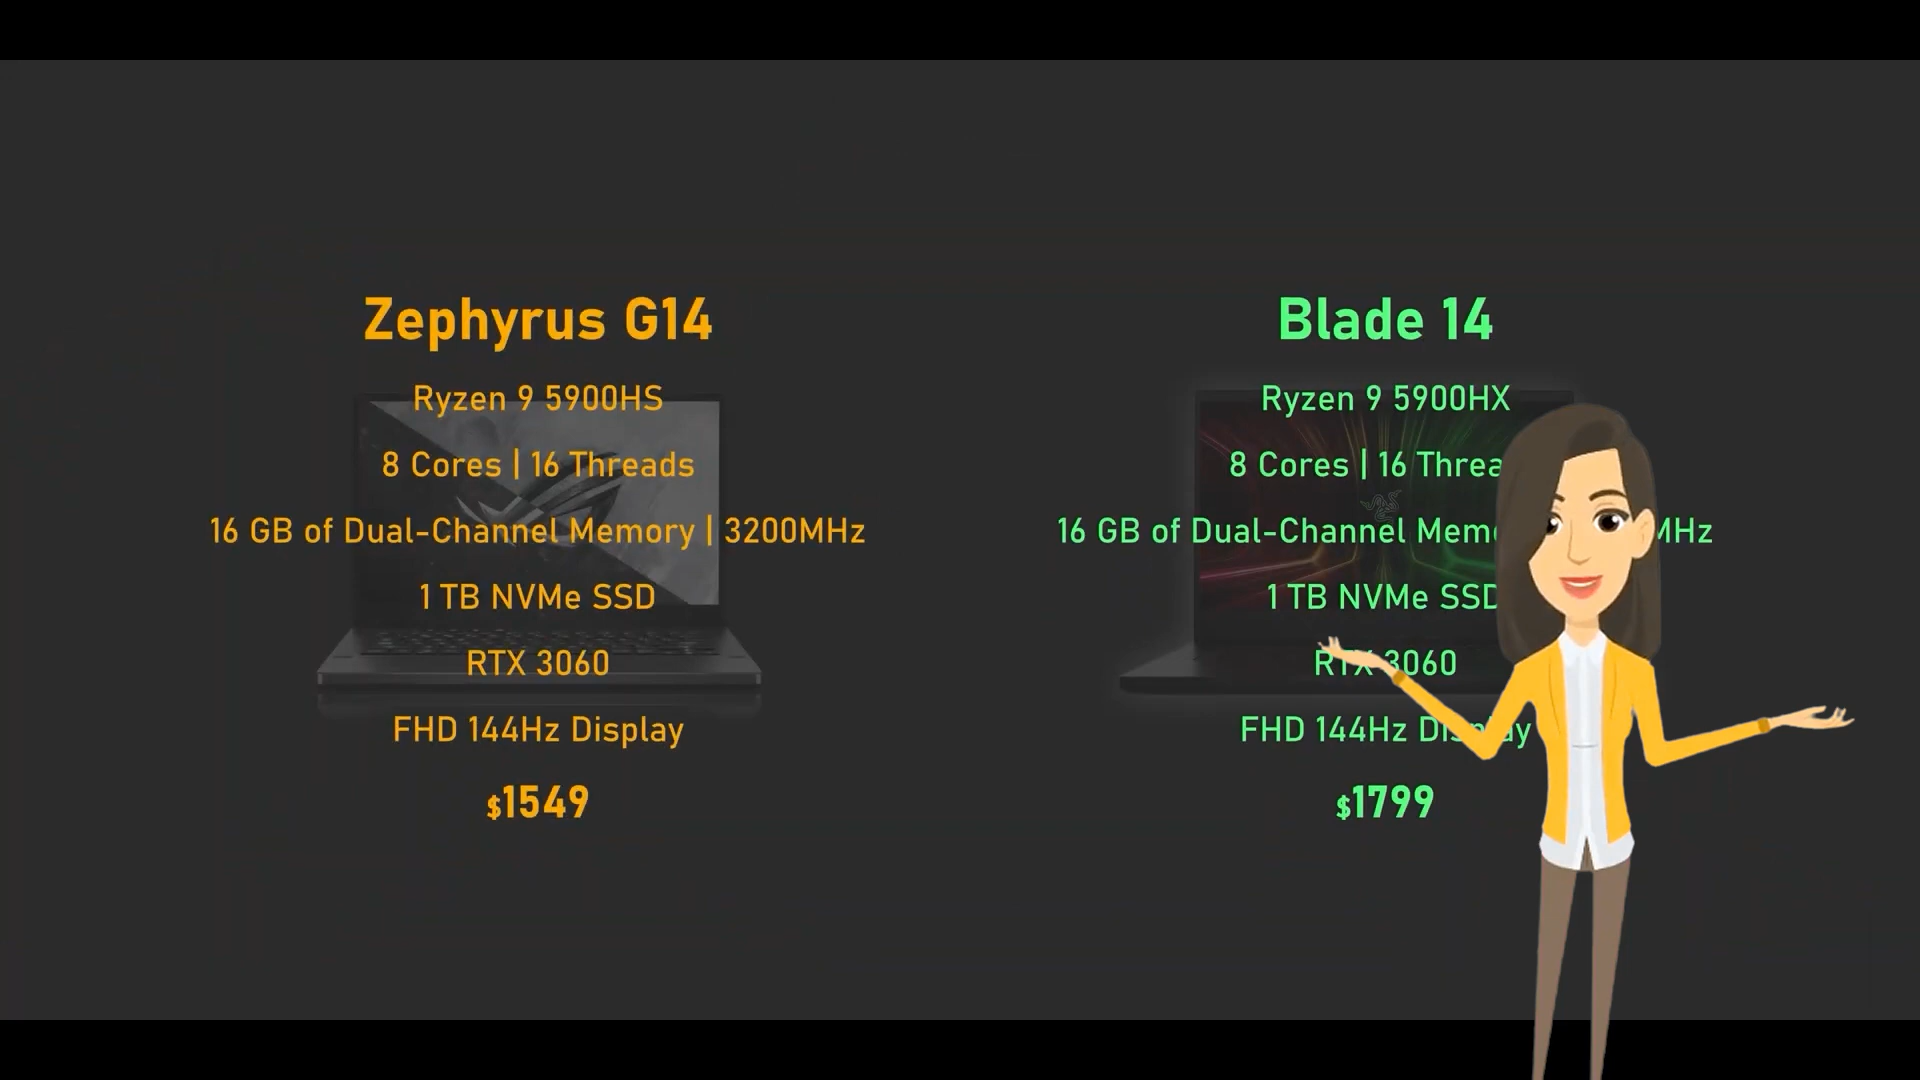 Zephyrus G14
Ryzen 9 5900HS
8 Cores | 16 Threads
16 GB of Dual-Channel Memory | 3200MHz
1 TB NVMe SSD
RTX 3060
FHD 144Hz Display
$1549
Blade 14
Ryzen 9 5900HX
8 Cores | 16
16 GB of Dual-Channel
1 TB NVMe SSD
RTX 3060
FHD 144Hz
$1799